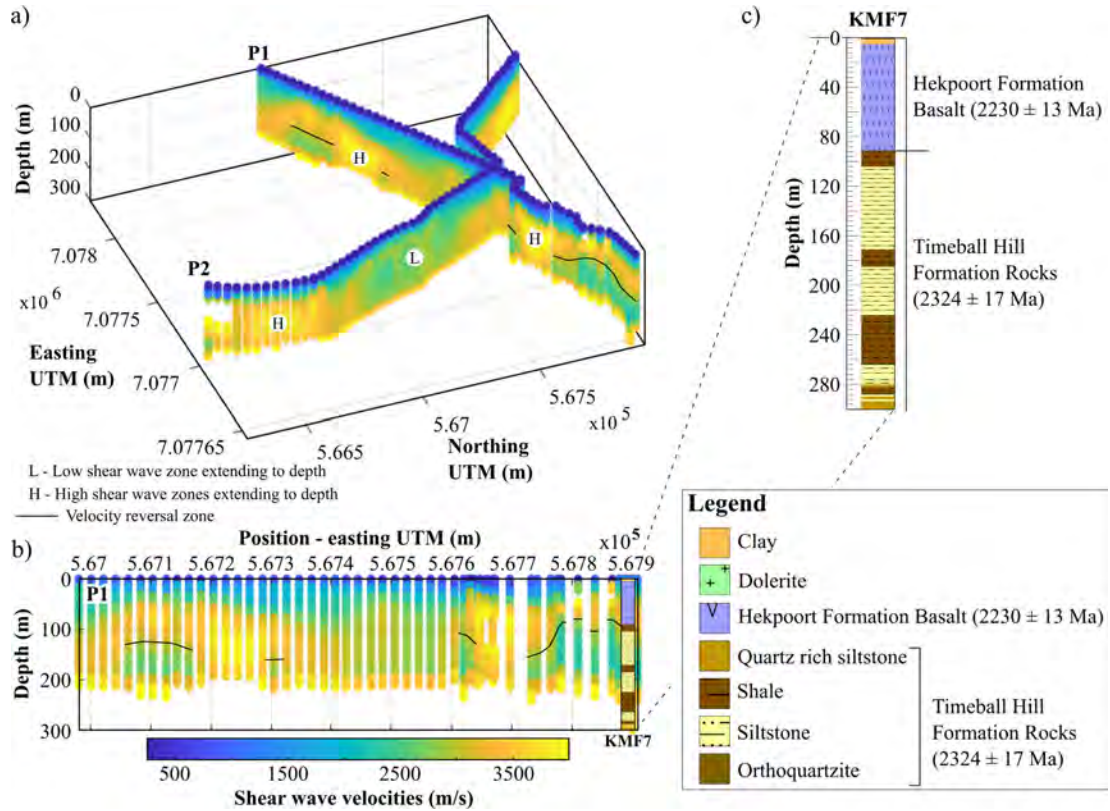 a)
P1
0
100
200
300
Depth (m)
H
H
L
P2
H
7.078
x10 6
7.0775
7.077
7.07765
Easting
UTM (m)
5.665
5.67
5.675
x10 5
Northing
UTM (m)
L - Low shear wave zone extending to depth
H - High shear wave zones extending to depth
Velocity reversal zone
b)
Position - easting UTM (m)
x10 5
5.67 5.671 5.672 5.673 5.674 5.675 5.676 5.677 5.678 5.679
P1
0
100
200
300
Depth (m)
KMF7
500 1500 2500 3500
Shear wave velocities (m/s)
c)
KMF7
0
40
80
120
160
200
240
280
Depth (m)
Hekpoort Formation
Basalt (2230 ± 13 Ma)
Timeball Hill
Formation Rocks
(2324 ± 17 Ma)
Legend
Clay
Dolerite
Hekpoort Formation Basalt (2230 ± 13 Ma)
Quartz rich siltstone
Shale
Siltstone
Orthoquartzite
Timeball Hill
Formation Rocks
(2324 ± 17 Ma)